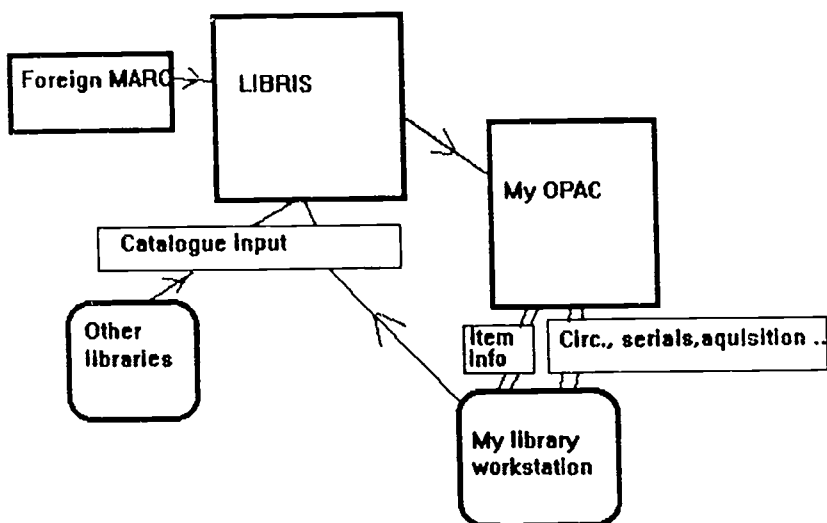 Foreign MARC
LIBRIS
My OPAC
Catalogue Input
Other
libraries
Item
Info
Circ., serials,aquisition ..
My library
workstation